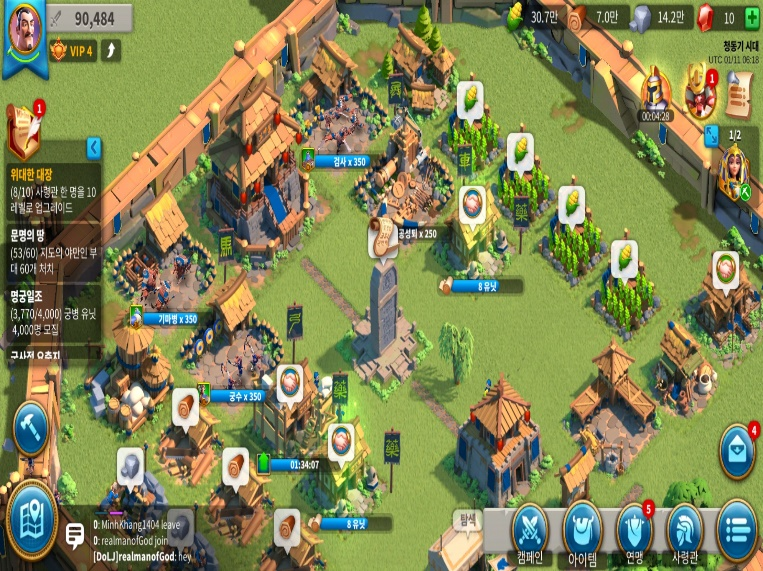 90,484
VIP 4
30.7만
7.0만
14.2만
10
청동기 시대
UTC 01/11 06:18
00:04:28
1
1/2
1
위대한 대장
(8/10) 사령관 한 명을 10
레벨로 업그레이드
문명의 땅
(53/60) 지도의 야만인 부
대 60개 처치
명궁일조
(3,770/4,000) 궁병 유닛
4,000명 모집
검사 x 350
공성퇴 x 250
8 유닛
기마병 x 350
궁수 x 350
01:34:07
8 유닛
4
0: MinhKhang1404 leave
0: realmanofGod join
[DoLJ]realmanofGod: hey
탐색
캠페인
아이템
5
연맹
사령관